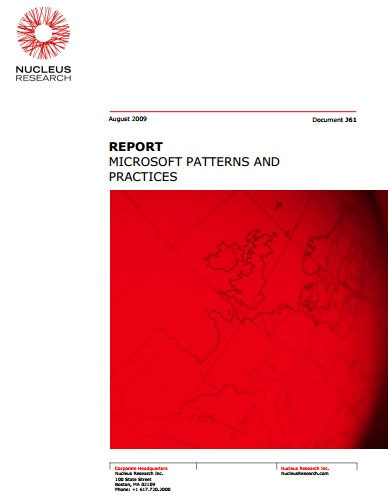 NUCLEUS
RESEARCH
August 2009
Document J61
REPORT
MICROSOFT PATTERNS AND
PRACTICES
Corporate Headquarters
Nucleus Research Inc.
100 State Street
Boston, MA 02109
Phone: +1 617.720.2000
Nucleus Research Inc.
NucleusResearch.com